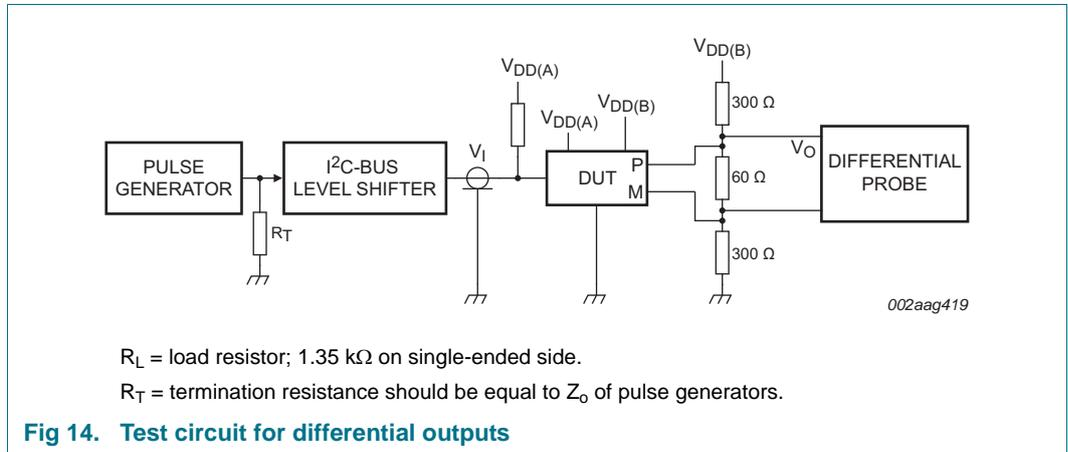 VDD(A)
VDD(B)
VDD(A)
VDD(B)
300 Ω
PULSE
GENERATOR
RT
I2C-BUS
LEVEL SHIFTER
VI
DUT
P
M
60 Ω
300 Ω
VO
DIFFERENTIAL
PROBE
002aag419
RL = load resistor; 1.35 kΩ on single-ended side.
RT = termination resistance should be equal to Zo of pulse generators.
Fig 14. Test circuit for differential outputs